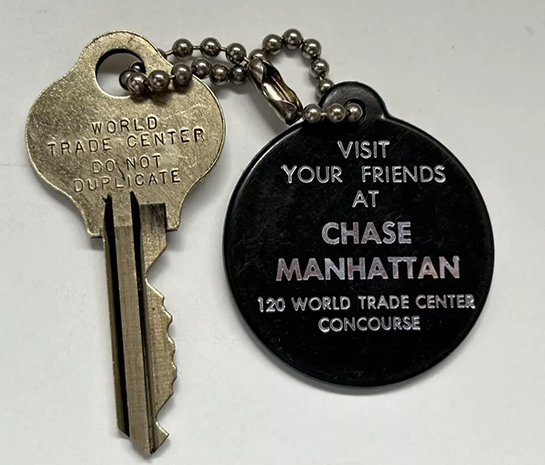 WORLD
TRADE CENTER
DO NOT
DUPLICATE
VISIT
YOUR FRIENDS
AT
CHASE
MANHATTAN
120 WORLD TRADE CENTER
CONCOURSE